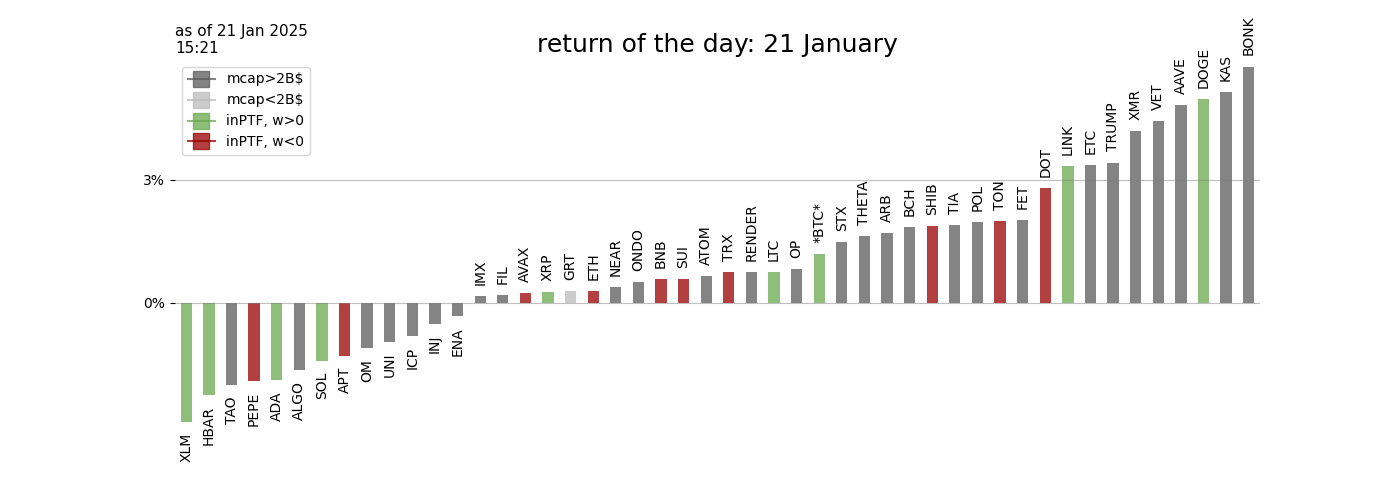 as of 21 Jan 2025
15:21
return of the day: 21 January
mcap>2B$
mcap<2B$
inPTF, w>0
inPTF, w<0
3%
0%
XLM
HBAR
TAO
PEPE
ADA
ALGO
SOL
APT
OM
UNI
ICP
INJ
ENA
IMX
FIL
AVAX
XRP
GRT
ETH
NEAR
ONDO
BNB
SUI
ATOM
TRX
RENDER
LTC
OP
*BTC*
STX
THETA
ARB
BCH
SHIB
TIA
POL
TON
FET
DOT
LINK
ETC
TRUMP
XMR
VET
AAVE
DOGE
KAS
BONK